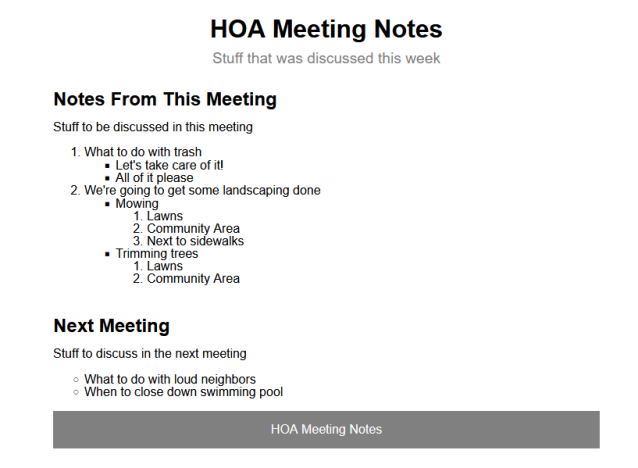 HOA Meeting Notes
Stuff that was discussed this week
Notes From This Meeting
Stuff to be discussed in this meeting
1. What to do with trash
▪ Let's take care of it!
▪ All of it please
2. We're going to get some landscaping done
▪ Mowing
1. Lawns
2. Community Area
3. Next to sidewalks
▪ Trimming trees
1. Lawns
2. Community Area
Next Meeting
Stuff to discuss in the next meeting
○ What to do with loud neighbors
○ When to close down swimming pool
HOA Meeting Notes